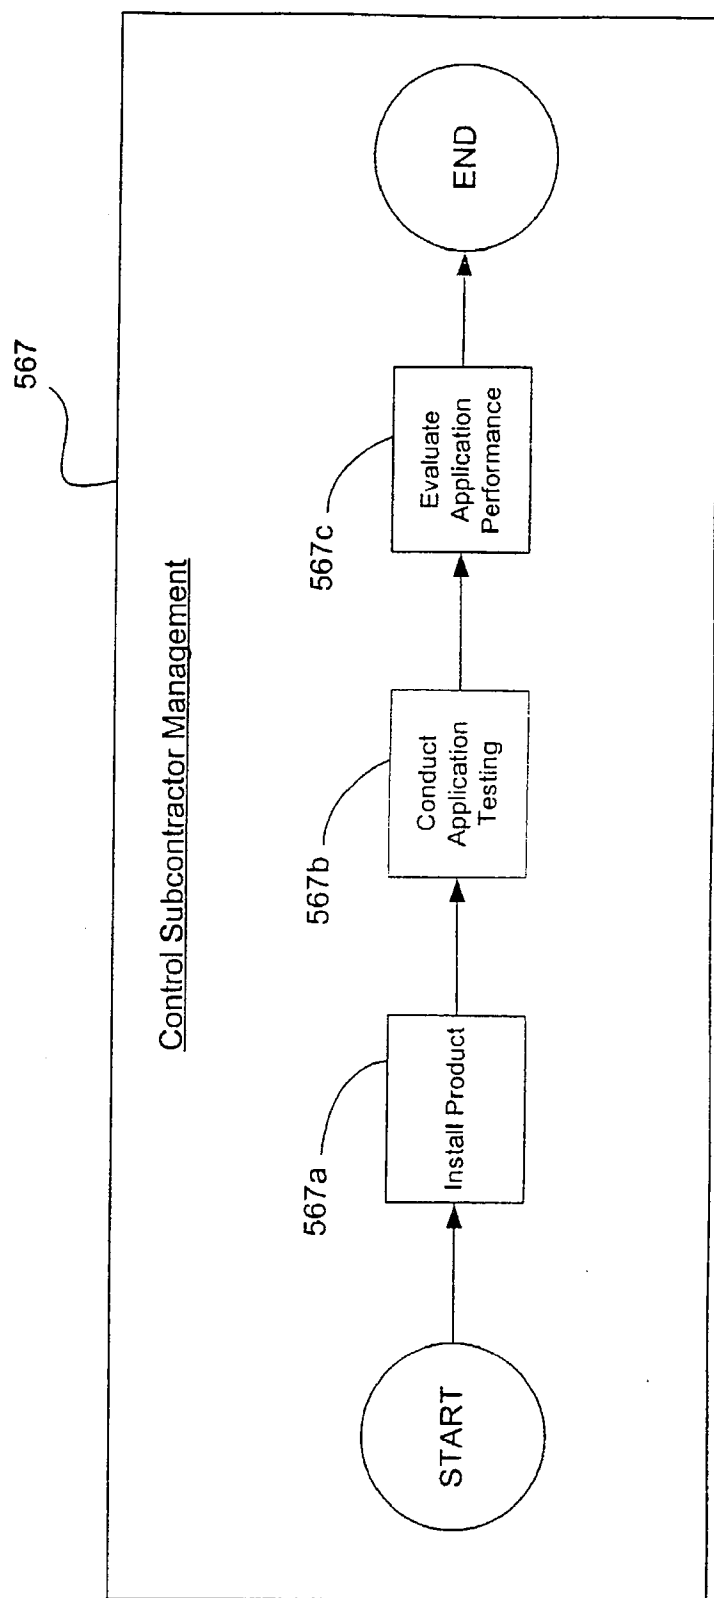 567
Control Subcontractor Management
567a
567b
567c
START
Install Product
Conduct
Application
Testing
Evaluate
Application
Performance
END